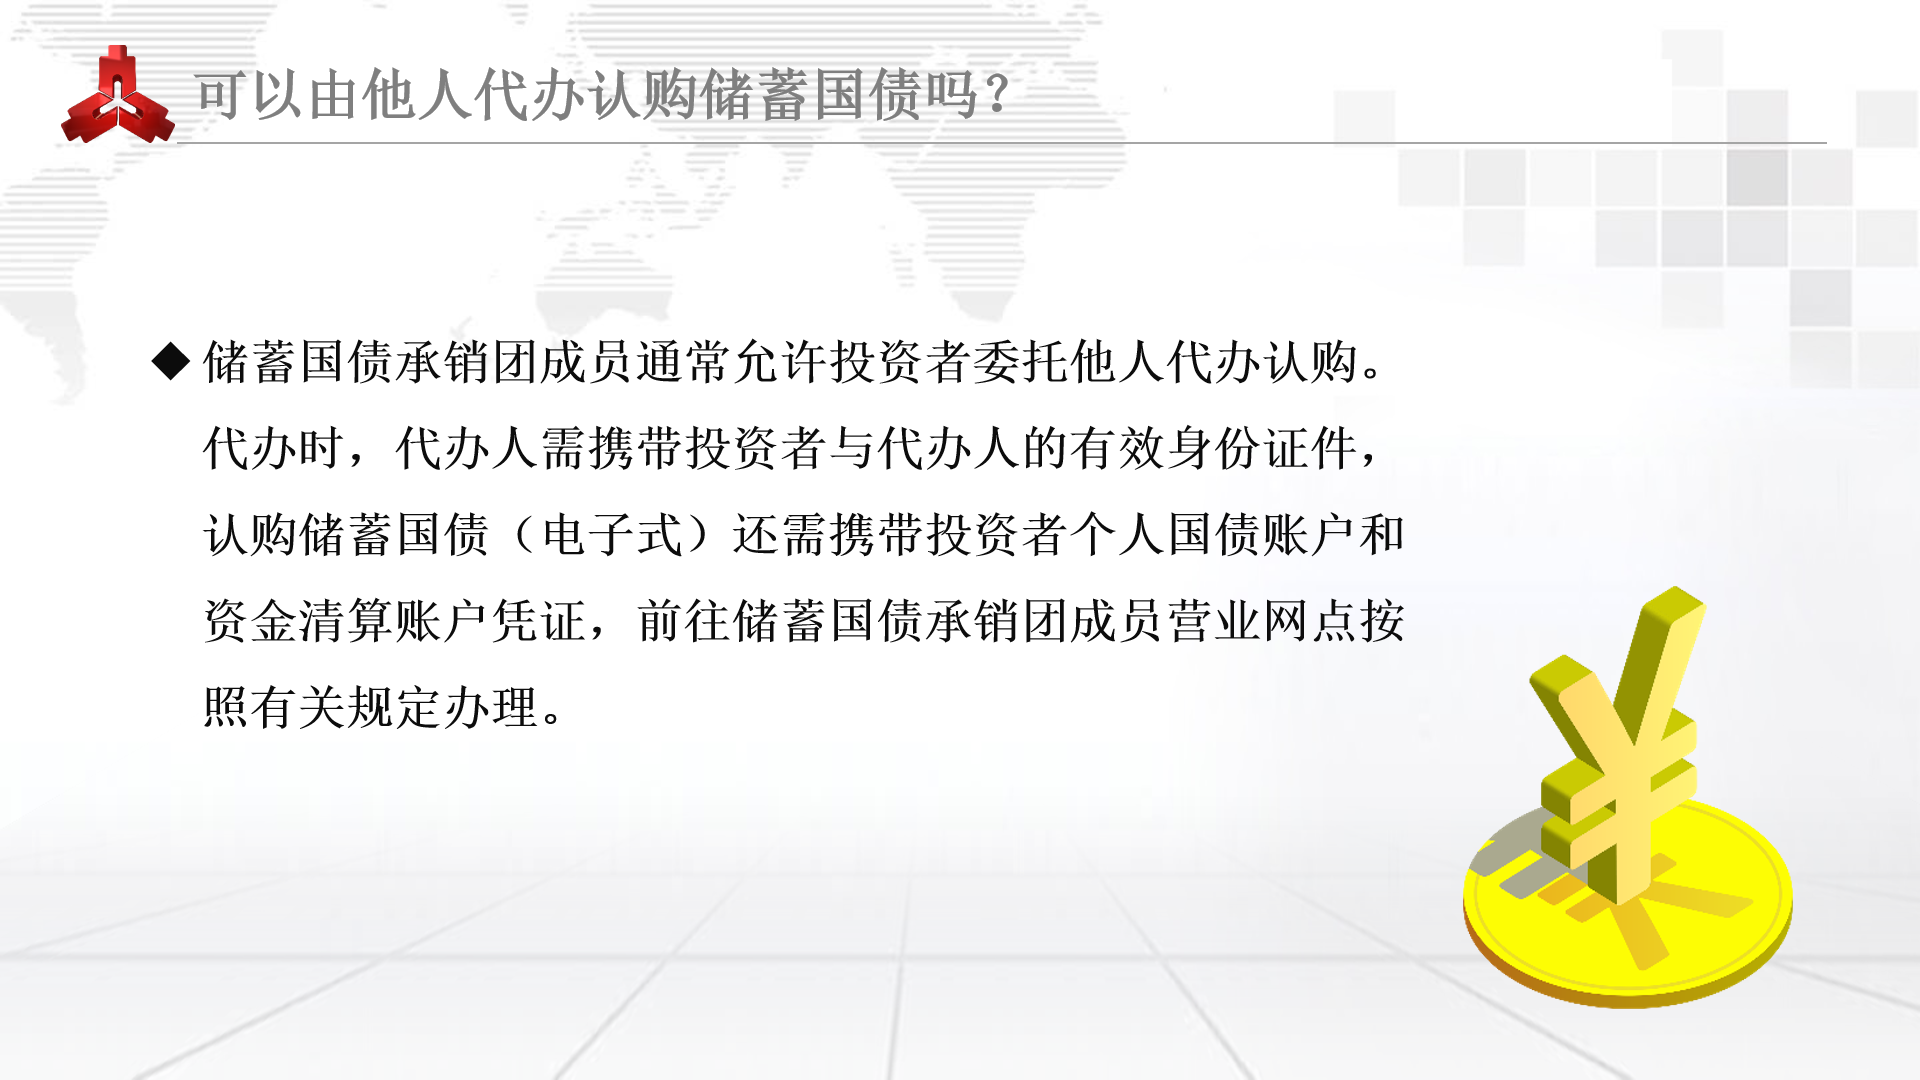 可以由他人代办认购储蓄国债吗？
◆储蓄国债承销团成员通常允许投资者委托他人代办认购。
代办时，代办人需携带投资者与代办人的有效身份证件，
认购储蓄国债（电子式）还需携带投资者个人国债账户和
资金清算账户凭证，前往储蓄国债承销团成员营业网点按
照有关规定办理。